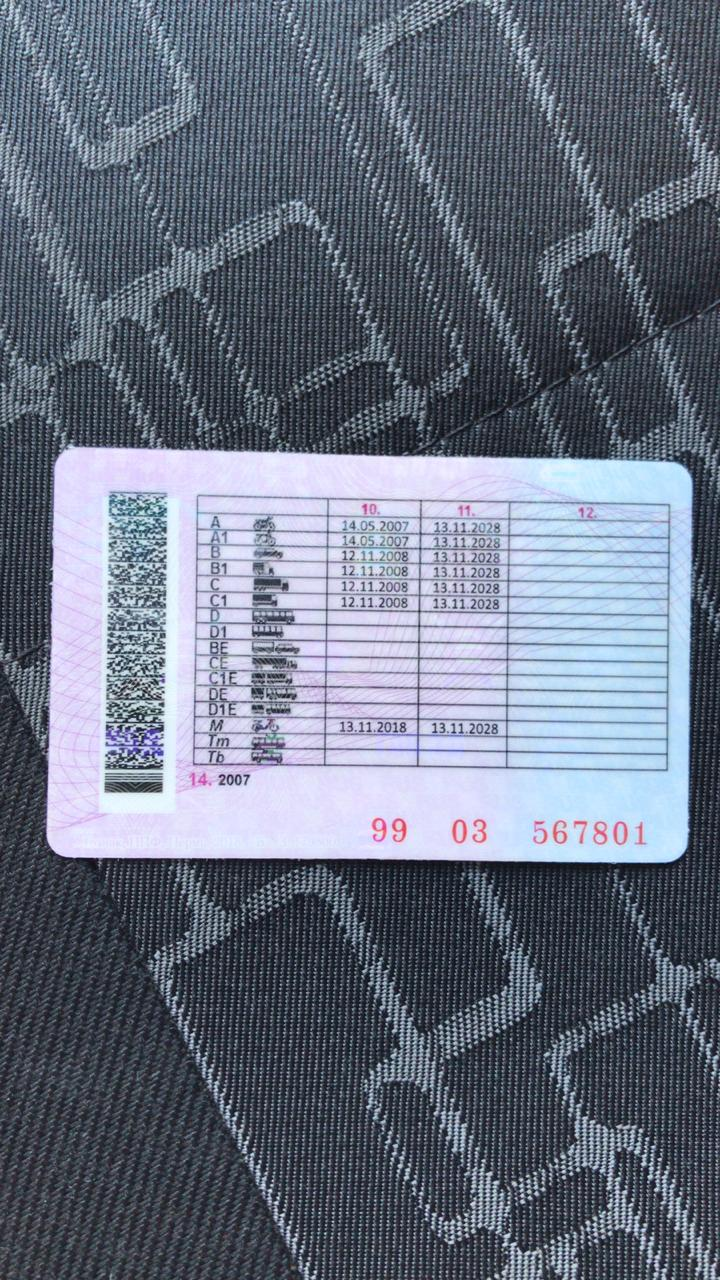 10. 11. 12.
A 14.05.2007 13.11.2028
A1 14.05.2007 13.11.2028
B 12.11.2008 13.11.2028
B1 12.11.2008 13.11.2028
C 12.11.2008 13.11.2028
C1 12.11.2008 13.11.2028
D
D1
BE
CE
C1E
DE
D1E
M 13.11.2018 13.11.2028
Tm
Tb
14. 2007
99 03 567801